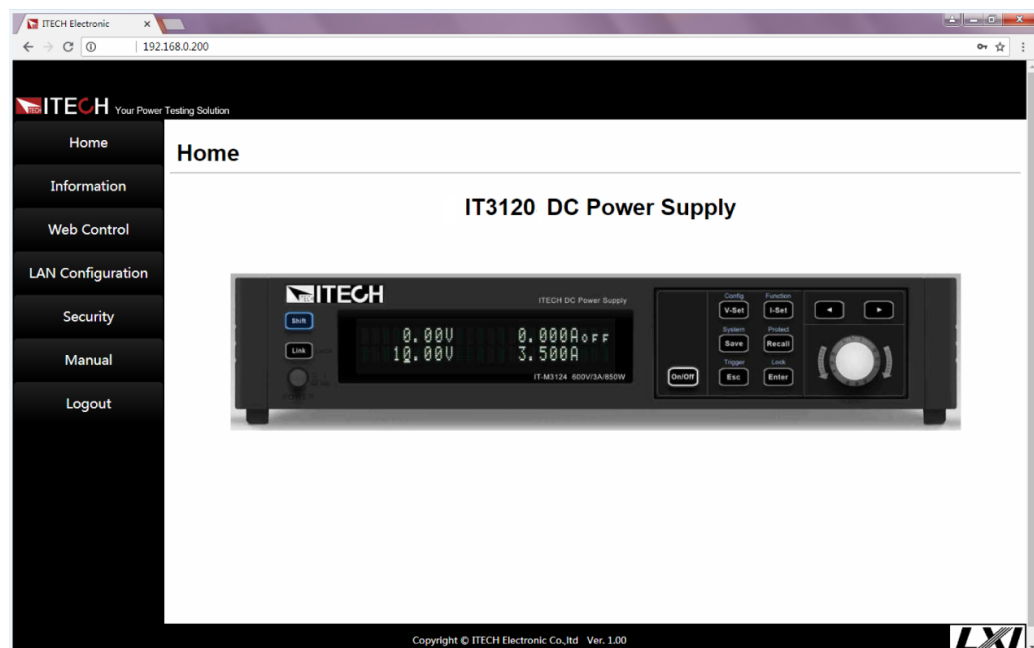 ITECH Electronic
192.168.0.200
ITECH Your Power Testing Solution
Home
Information
Web Control
LAN Configuration
Security
Manual
Logout
Home
IT3120 DC Power Supply
ITECH
ITECH DC Power Supply
Shift
Link
0.00V 0.000A OFF
10.00V 3.500A
IT-M3124 600V/3A/850W
POWER
On/Off
Config Function
V-Set I-Set
System Protect
Save Recall
Trigger Lock
Esc Enter
Copyright © ITECH Electronic Co.,ltd Ver. 1.00
LXI